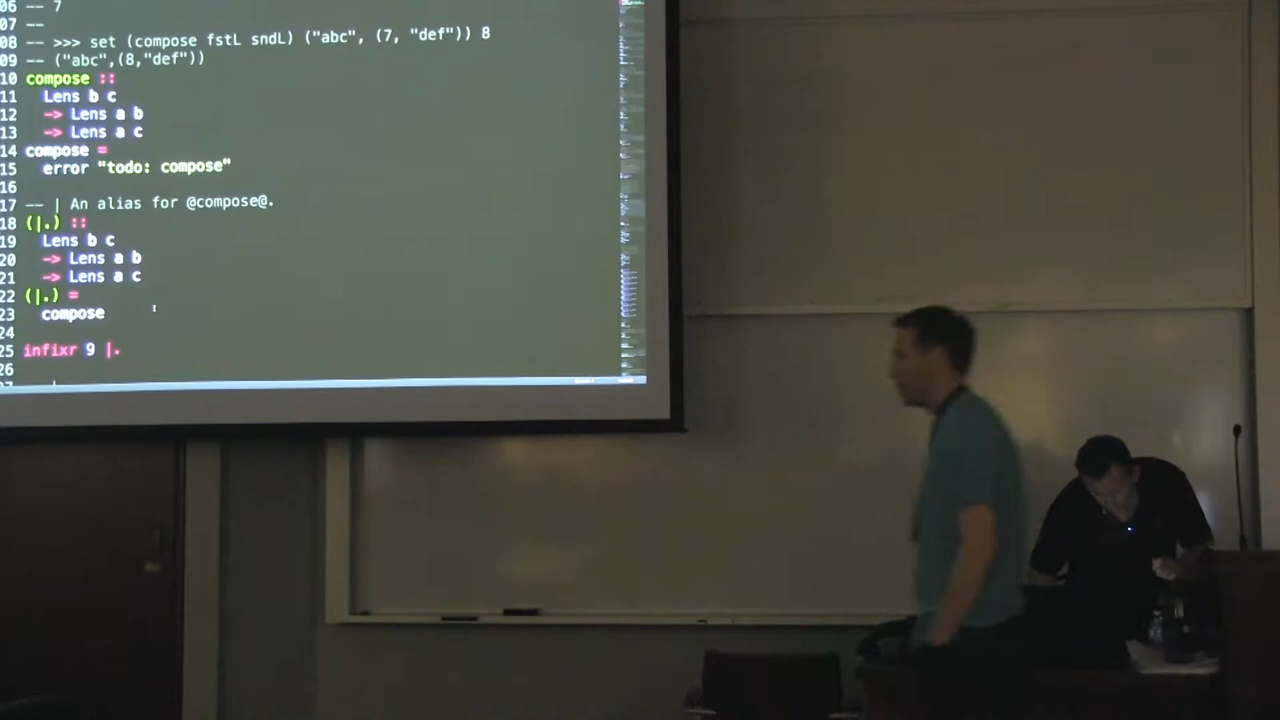 06 -- 7
07 --
08 -- >>> set (compose fstL sndL) ("abc", (7, "def")) 8
09 -- ("abc",(8,"def"))
10 compose ::
11 Lens b c
12 -> Lens a b
13 -> Lens a c
14 compose =
15 error "todo: compose"
16
17 -- | An alias for @compose@.
18 (|.) ::
19 Lens b c
20 -> Lens a b
21 -> Lens a c
22 (|.) =
23 compose
24
25 infixr 9 |.
26